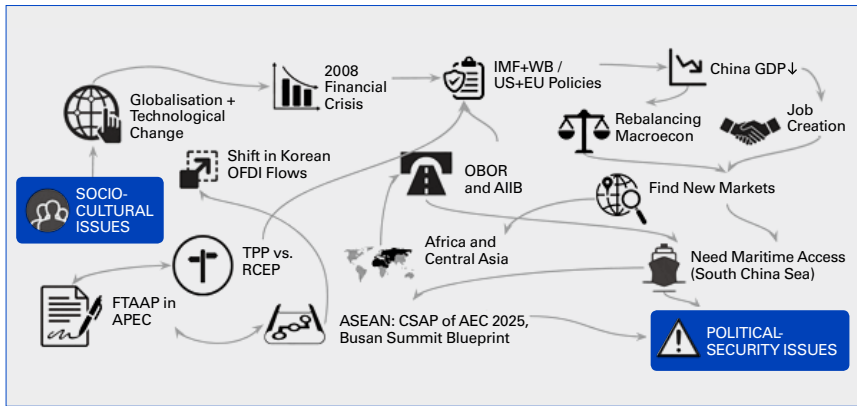 2008
Financial
Crisis
IMF+WB /
US+EU Policies
China GDP↓
Globalisation +
Technological
Change
Rebalancing
Macroecon
Job
Creation
Shift in Korean
OFDI Flows
OBOR
and AIIB
Find New Markets
SOCIO-
CULTURAL
ISSUES
TPP vs.
RCEP
Africa and
Central Asia
Need Maritime Access
(South China Sea)
FTAAP in
APEC
ASEAN: CSAP of AEC 2025,
Busan Summit Blueprint
POLITICAL-
SECURITY ISSUES